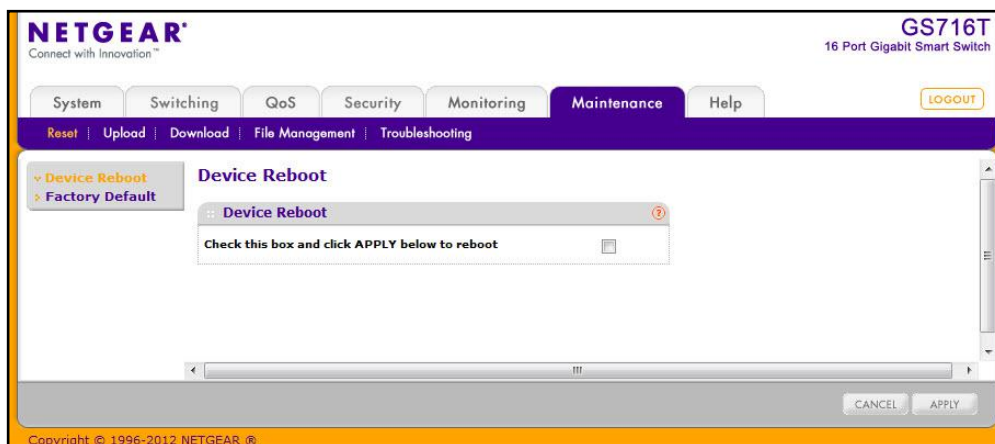 NETGEAR®
Connect with Innovation™
GS716T
16 Port Gigabit Smart Switch
System Switching QoS Security Monitoring Maintenance Help LOGOUT
Reset | Upload | Download | File Management | Troubleshooting
Device Reboot
Factory Default
Device Reboot
Device Reboot ?
Check this box and click APPLY below to reboot
CANCEL APPLY
Copyright © 1996-2012 NETGEAR ®